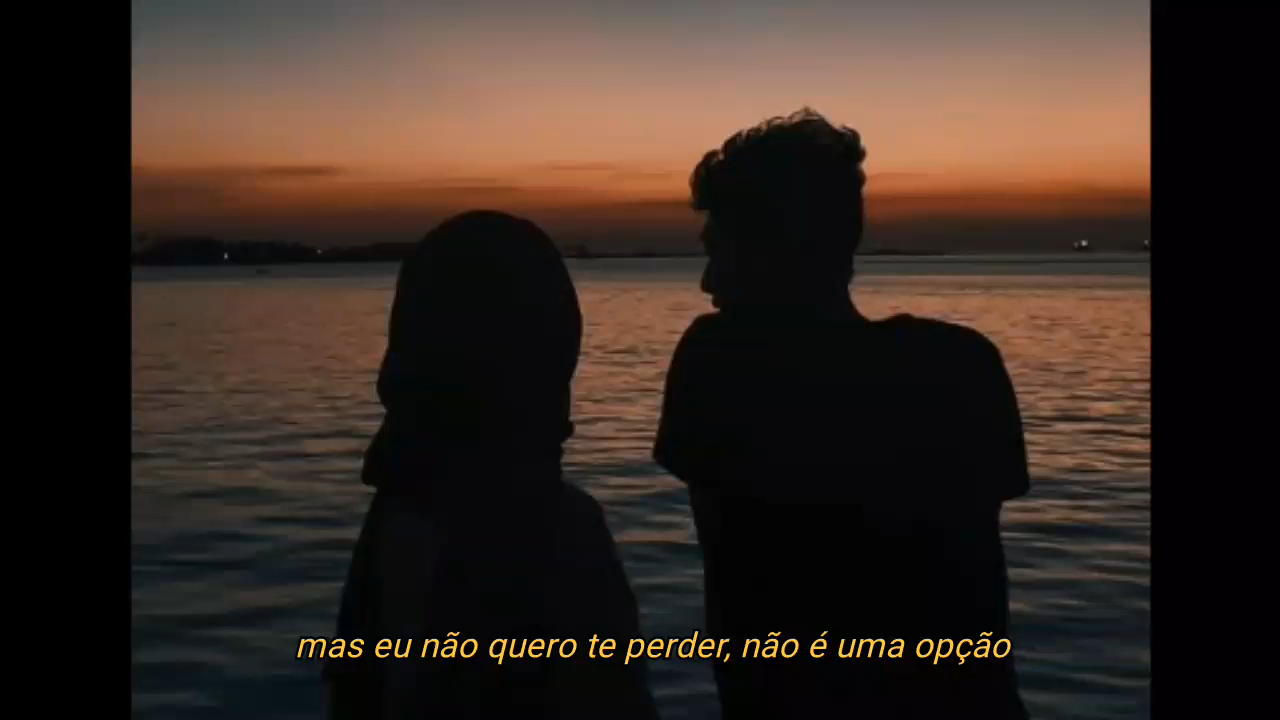 mas eu não quero te perder, não é uma opção